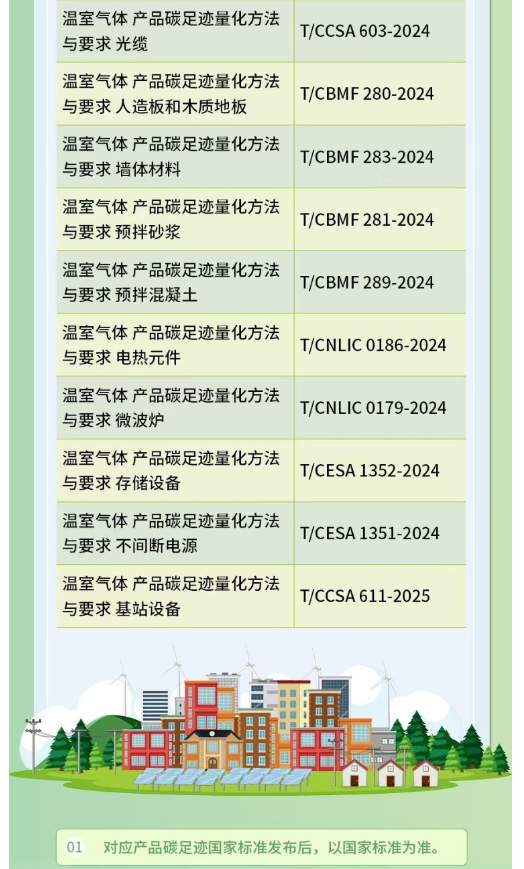 温室气体 产品碳足迹量化方法
与要求 光缆
T/CCSA 603-2024
温室气体 产品碳足迹量化方法
与要求 人造板和木质地板
T/CBMF 280-2024
温室气体 产品碳足迹量化方法
与要求 墙体材料
T/CBMF 283-2024
温室气体 产品碳足迹量化方法
与要求 预拌砂浆
T/CBMF 281-2024
温室气体 产品碳足迹量化方法
与要求 预拌混凝土
T/CBMF 289-2024
温室气体 产品碳足迹量化方法
与要求 电热元件
T/CNLIC 0186-2024
温室气体 产品碳足迹量化方法
与要求 微波炉
T/CNLIC 0179-2024
温室气体 产品碳足迹量化方法
与要求 存储设备
T/CESA 1352-2024
温室气体 产品碳足迹量化方法
与要求 不间断电源
T/CESA 1351-2024
温室气体 产品碳足迹量化方法
与要求 基站设备
T/CCSA 611-2025
01 对应产品碳足迹国家标准发布后，以国家标准为准。